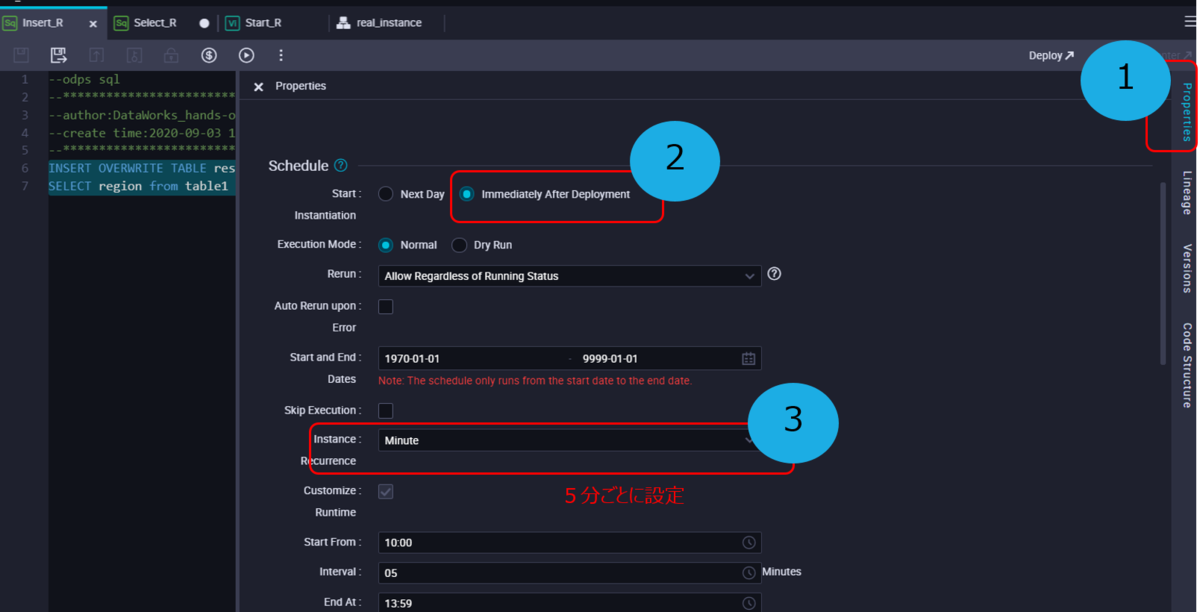 Sq Insert_R × Sq Select_R Vi Start_R real_instance
Deploy
1
1 --odps sql
2 --*************************
3 --author:DataWorks_hands-o
4 --create time:2020-09-03 1
5 --*************************
6 INSERT OVERWRITE TABLE res
7 SELECT region from table1
× Properties
Properties
Lineage
Versions
Code Structure
Schedule ?
2
Start : Next Day Immediately After Deployment
Instantiation
Execution Mode : Normal Dry Run
Rerun : Allow Regardless of Running Status ?
Auto Rerun upon :
Error
Start and End : 1970-01-01 - 9999-01-01
Dates Note: The schedule only runs from the start date to the end date.
Skip Execution :
3
Instance : Minute
Recurrence
5分ごとに設定
Customize :
Runtime
Start From : 10:00
Interval : 05 Minutes
End At : 13:59